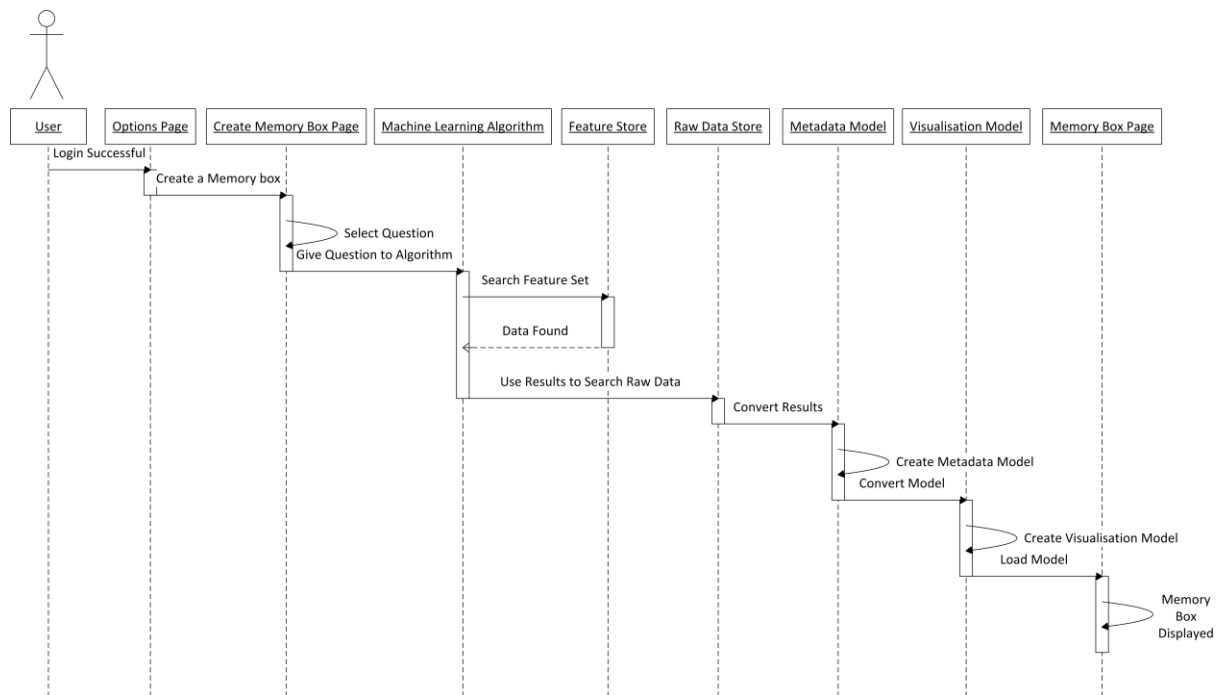 User
Options Page
Create Memory Box Page
Machine Learning Algorithm
Feature Store
Raw Data Store
Metadata Model
Visualisation Model
Memory Box Page
Login Successful
Create a Memory box
Select Question
Give Question to Algorithm
Search Feature Set
Data Found
Use Results to Search Raw Data
Convert Results
Create Metadata Model
Convert Model
Create Visualisation Model
Load Model
Memory
Box
Displayed